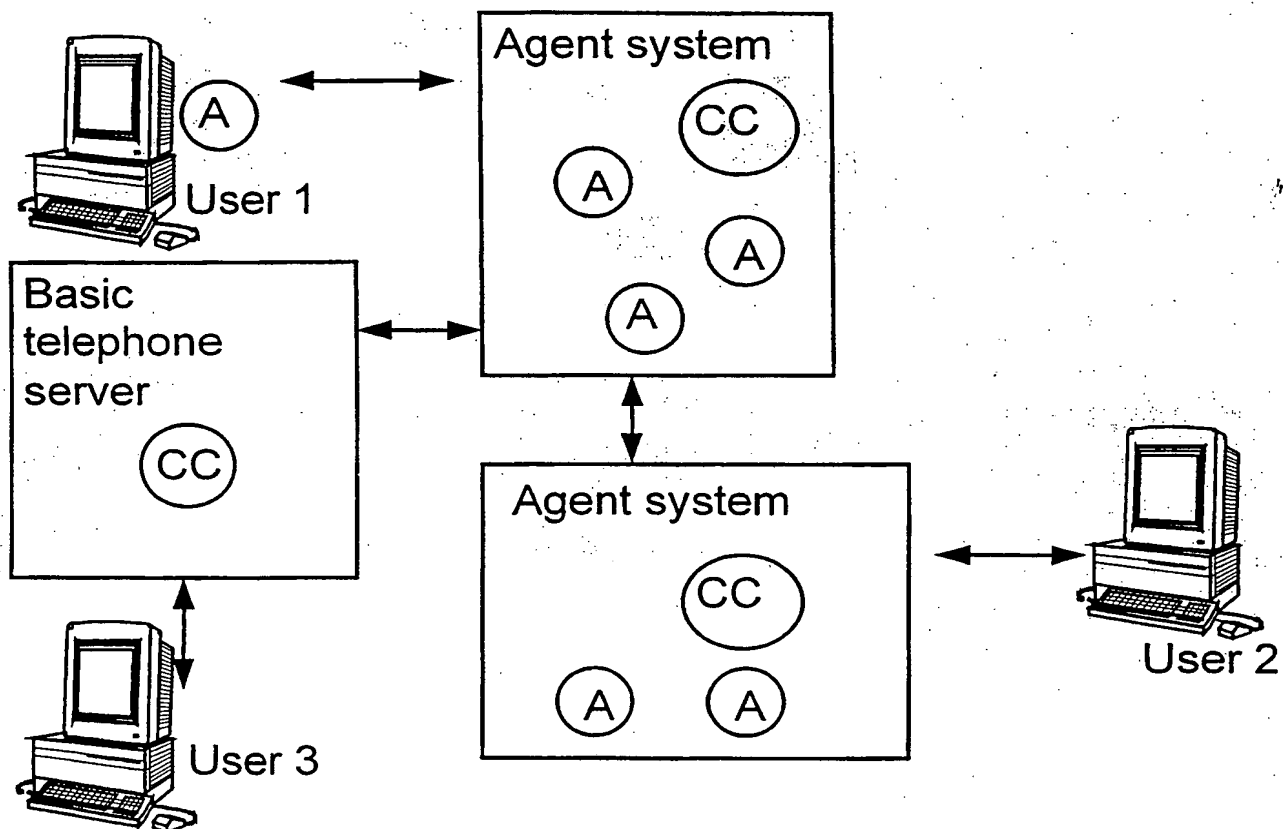 Agent system
CC
A
A
A
A
User 1
Basic
telephone
server
CC
Agent system
CC
A
A
User 2
User 3